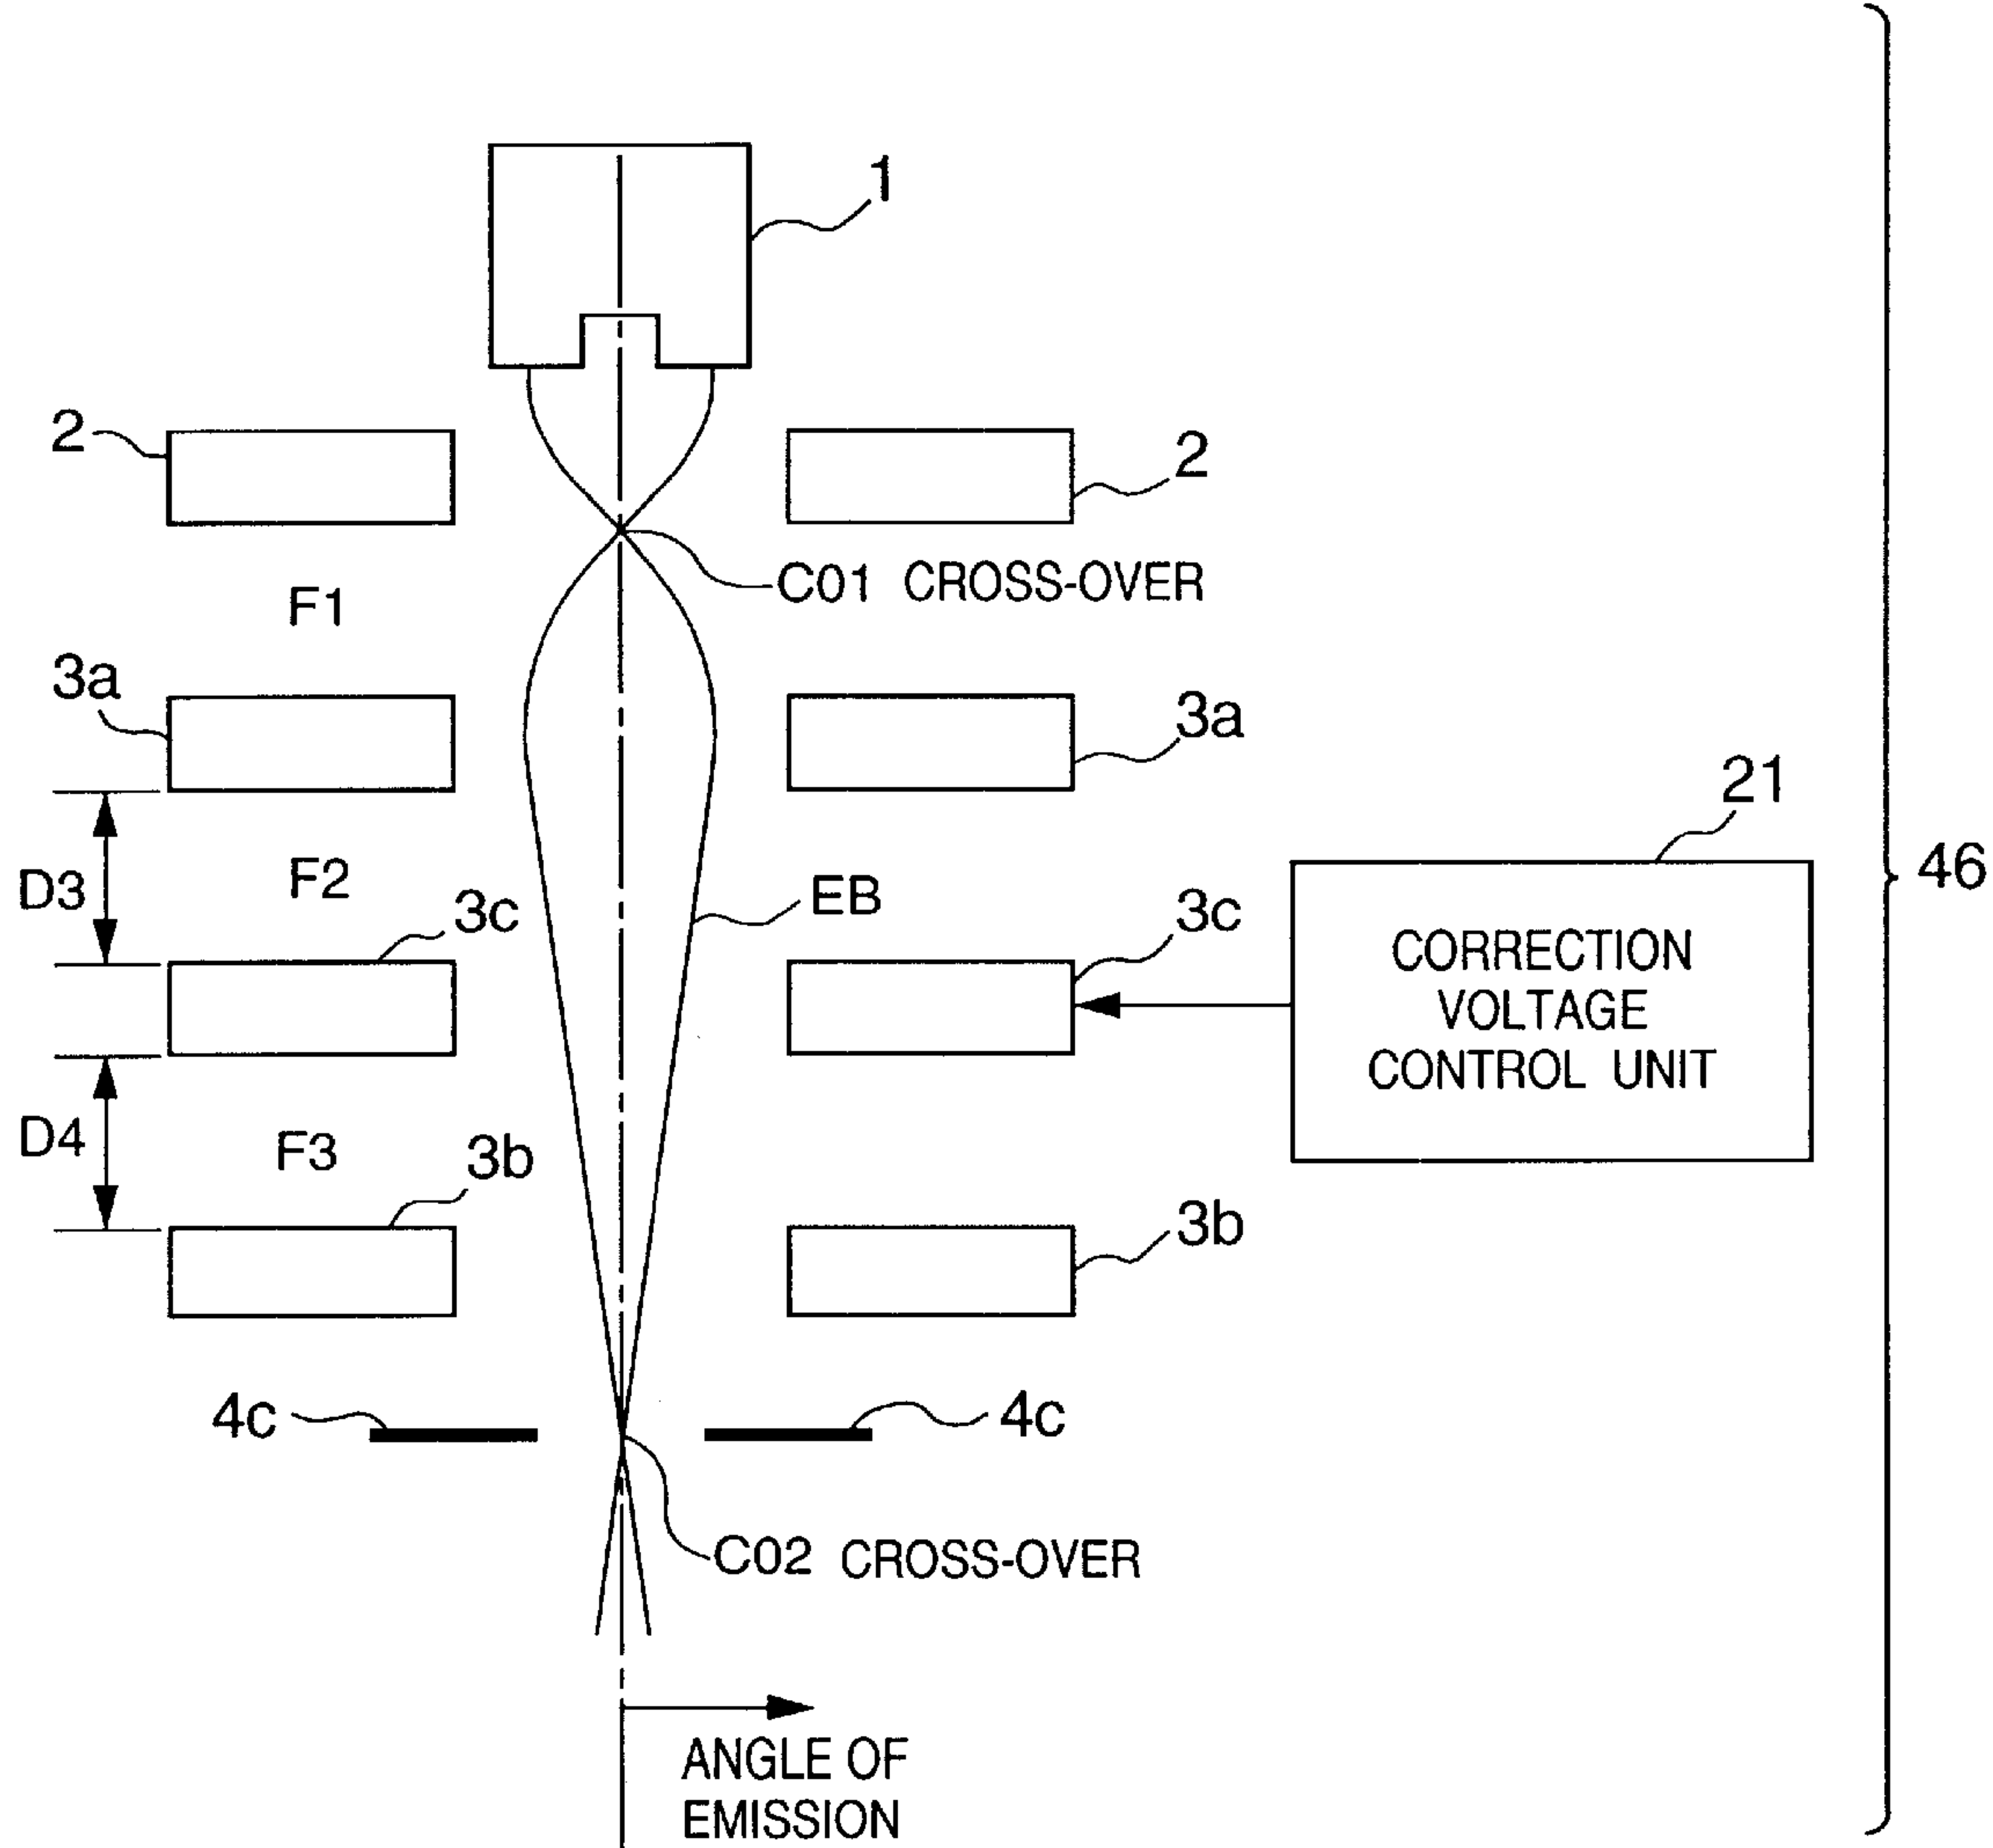 1
2
2
C01 CROSS-OVER
F1
3a
3a
21
D3
F2
EB
46
3c
3c
CORRECTION
VOLTAGE
CONTROL UNIT
D4
F3
3b
3b
4c
4c
C02 CROSS-OVER
ANGLE OF
EMISSION